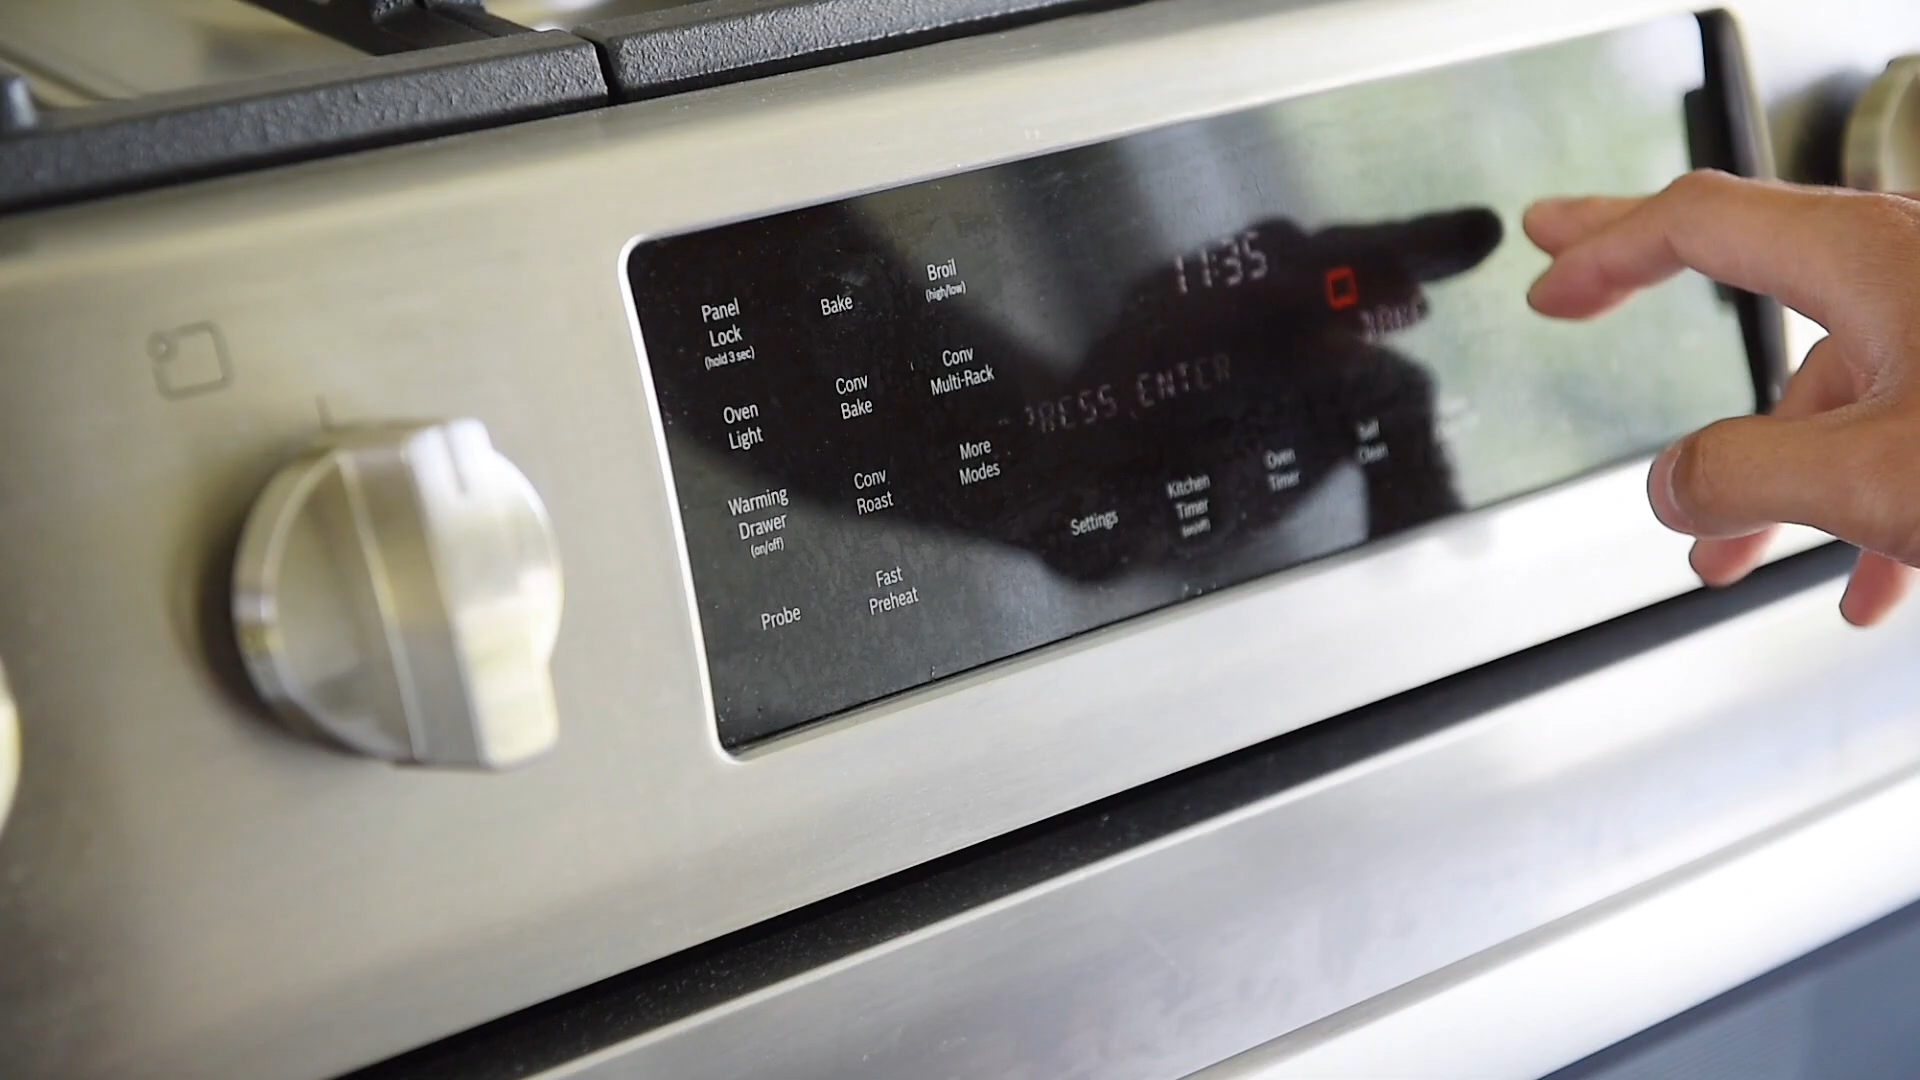 Panel
Lock
(hold 3 sec)
Bake
Broil
(high/low)
Oven
Light
Conv
Bake
Conv
Multi-Rack
Warming
Drawer
(on/off)
Conv
Roast
More
Modes
Probe
Fast
Preheat
11:35
PRESS ENTER
Settings
Kitchen
Timer
(on/off)
Oven
Timer
Self
Clean